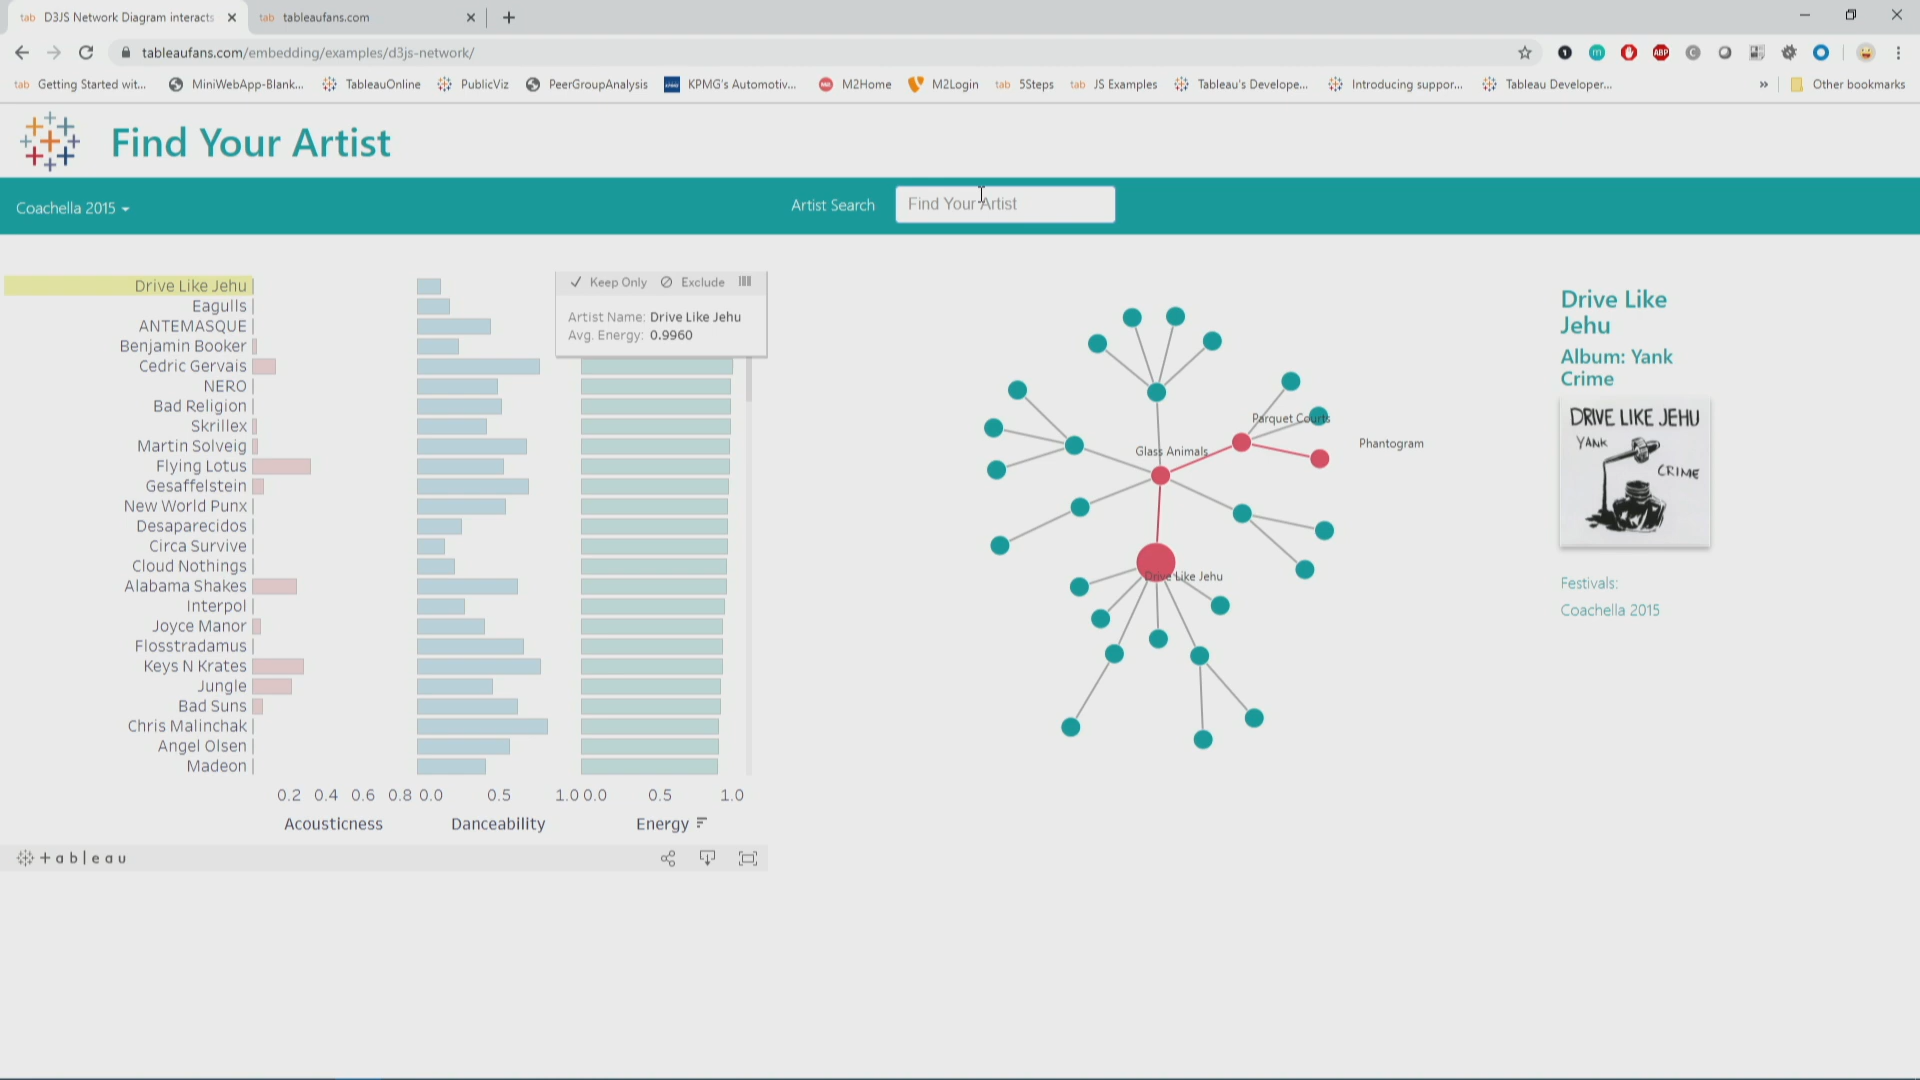 tab D3JS Network Diagram interacts
tab tableaufans.com
tableaufans.com/embedding/examples/d3js-network/
ABP
tab Getting Started wit...
MiniWebApp-Blank...
TableauOnline
PublicViz
PeerGroupAnalysis
KPMG's Automotiv...
M2Home
M2Login
tab 5Steps
tab JS Examples
Tableau's Develope...
Introducing suppor...
Tableau Developer...
»
Other bookmarks
Find Your Artist
Coachella 2015
Artist Search
Find Your Artist
Drive Like Jehu
Eagulls
ANTEMASQUE
Benjamin Booker
Cedric Gervais
NERO
Bad Religion
Skrillex
Martin Solveig
Flying Lotus
Gesaffelstein
New World Punx
Desaparecidos
Circa Survive
Cloud Nothings
Alabama Shakes
Interpol
Joyce Manor
Flosstradamus
Keys N Krates
Jungle
Bad Suns
Chris Malinchak
Angel Olsen
Madeon
0.2 0.4 0.6 0.8
0.0 0.5 1.0
0.0 0.5 1.0
Acousticness
Danceability
Energy
Keep Only
Exclude
Artist Name: Drive Like Jehu
Avg. Energy: 0.9960
+ a b l e a u
Parquet Courts
Phantogram
Glass Animals
Drive Like Jehu
Drive Like
Jehu
Album: Yank
Crime
DRIVE LIKE JEHU
YANK
CRIME
Festivals:
Coachella 2015